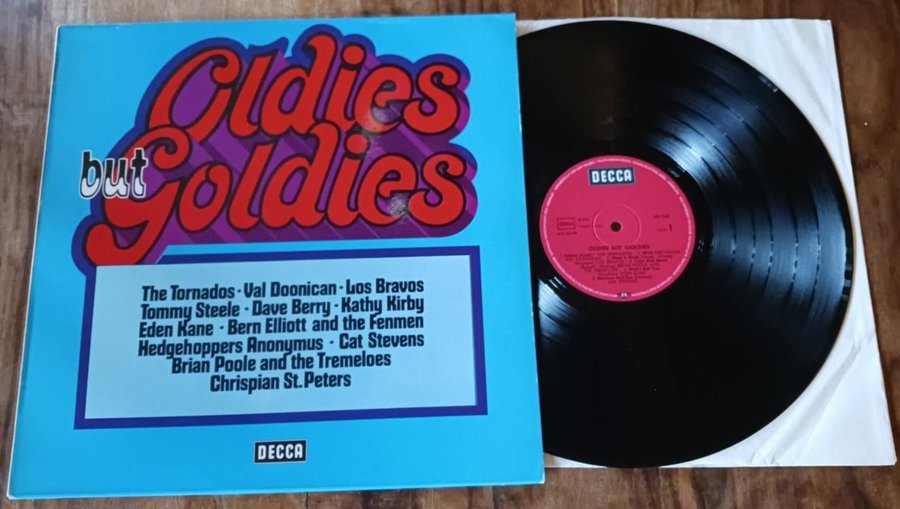 Oldies
but Goldies
The Tornados · Val Doonican · Los Bravos
Tommy Steele · Dave Berry · Kathy Kirby
Eden Kane · Bern Elliott and the Fenmen
Hedgehoppers Anonymus · Cat Stevens
Brian Poole and the Tremeloes
Chrispian St. Peters
DECCA
DECCA
1
OLDIES BUT GOLDIES
CAT STEVENS